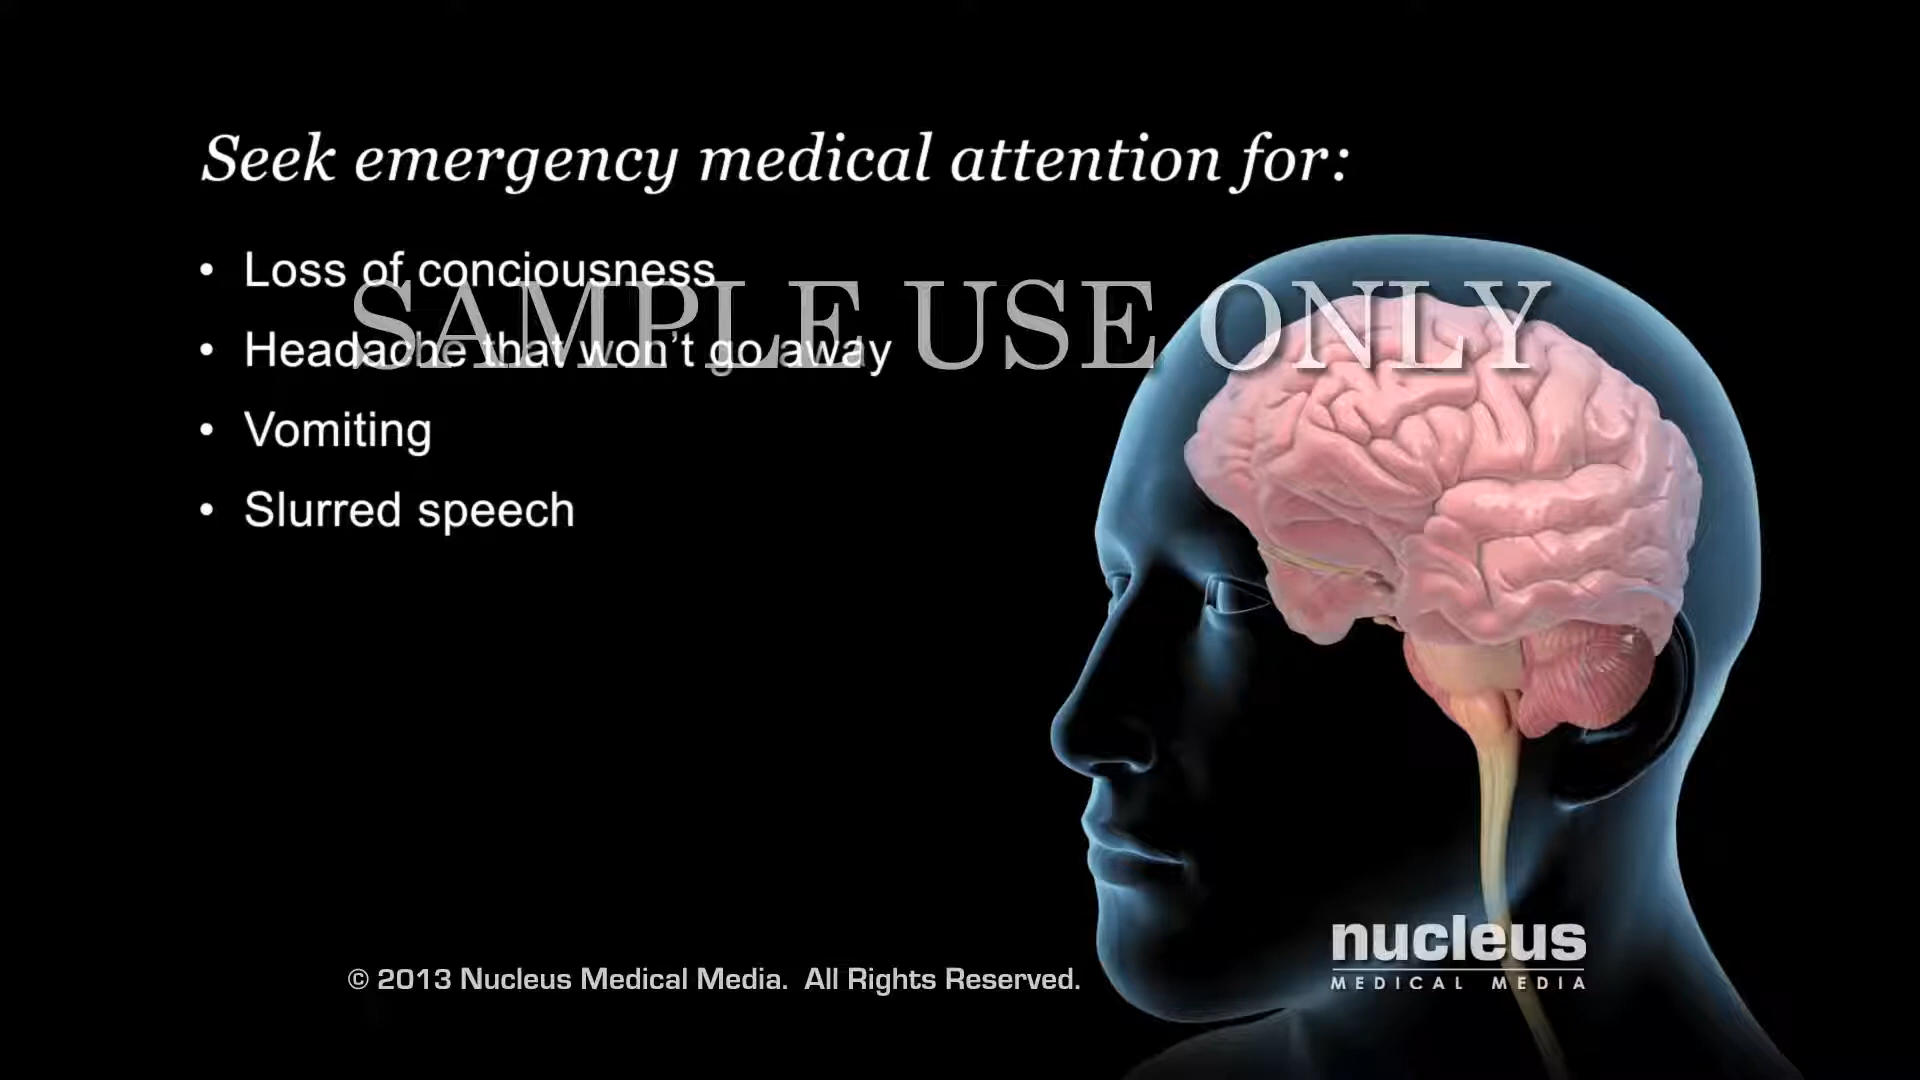 Seek emergency medical attention for:
• Loss of conciousness
SAMPLE USE ONLY
• Headache that won’t go away
• Vomiting
• Slurred speech
nucleus
MEDICAL MEDIA
© 2013 Nucleus Medical Media. All Rights Reserved.